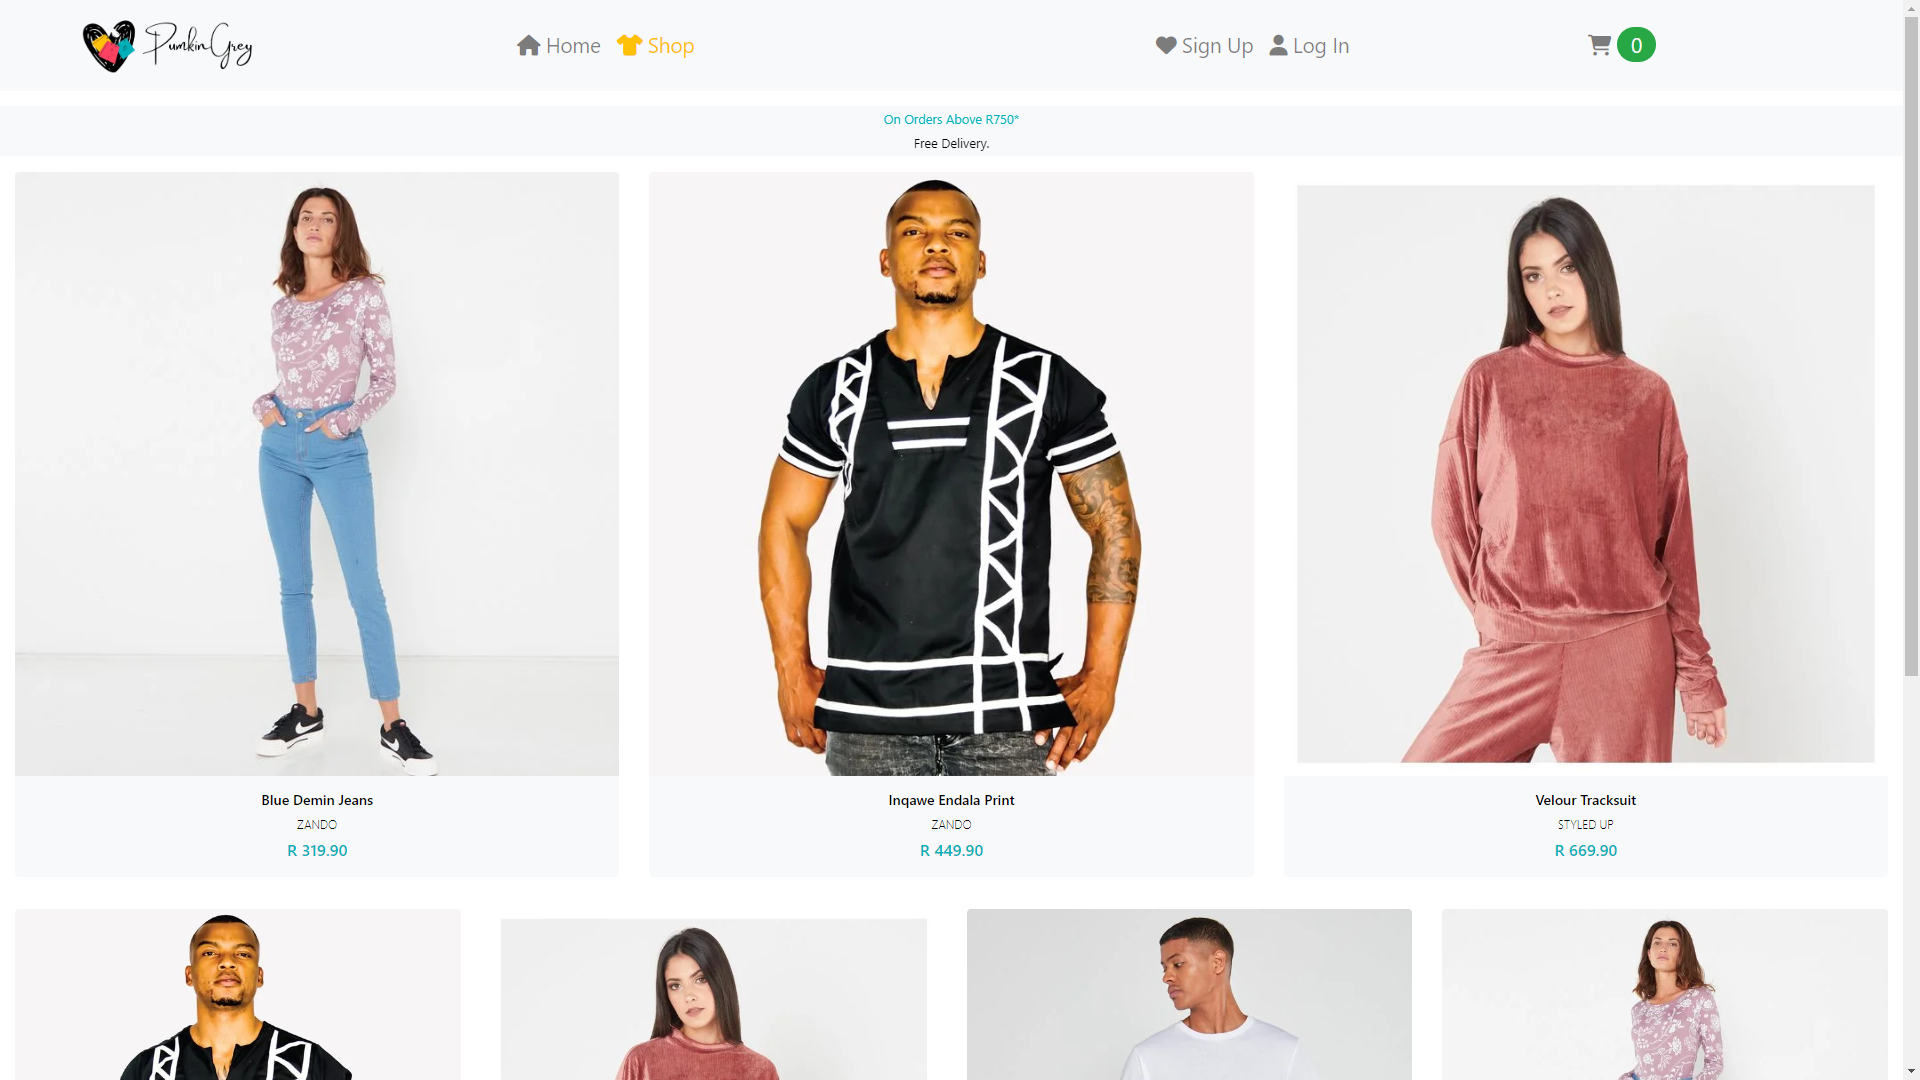 PumkinGrey
Home
Shop
Sign Up
Log In
0
On Orders Above R750*
Free Delivery.
Blue Demin Jeans
ZANDO
R 319.90
Inqawe Endala Print
ZANDO
R 449.90
Velour Tracksuit
STYLED UP
R 669.90